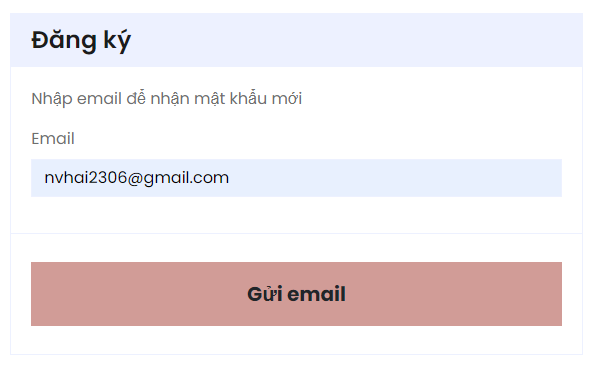 Đăng ký
Nhập email để nhận mật khẩu mới
Email
nvhai2306@gmail.com
Gửi email